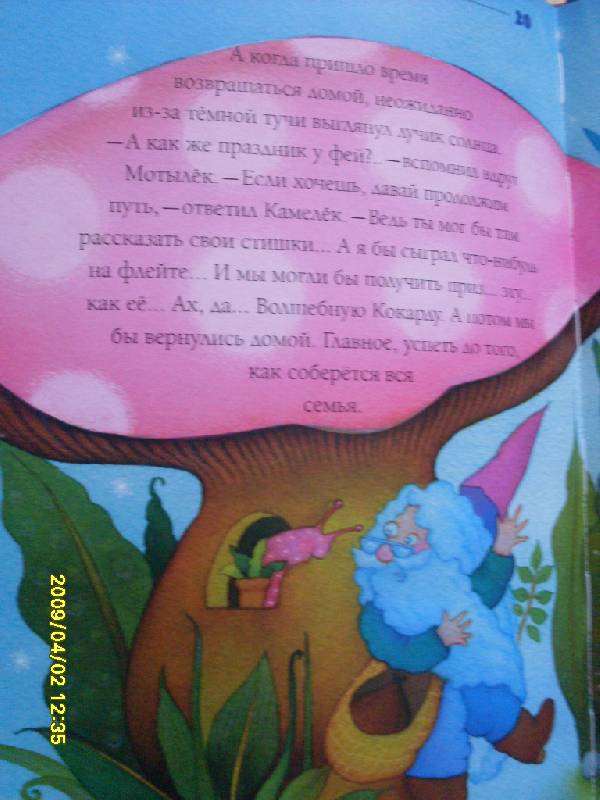 20
А когда пришло время
возвращаться домой, неожиданно
из-за тёмной тучи выглянул лучик солнца.
—А как же праздник у фей?.. —вспомнил вдруг
Мотылёк. —Если хочешь, давай продолжим
путь, —ответил Камелёк. —Ведь ты мог бы там
рассказать свои стишки... А я бы сыграл что-нибудь
на флейте... И мы могли бы получить приз... эту...
как её... Ах, да... Волшебную Кокарду. А потом мы
бы вернулись домой. Главное, успеть до того,
как соберётся вся
семья.
2009/04/02 12:35